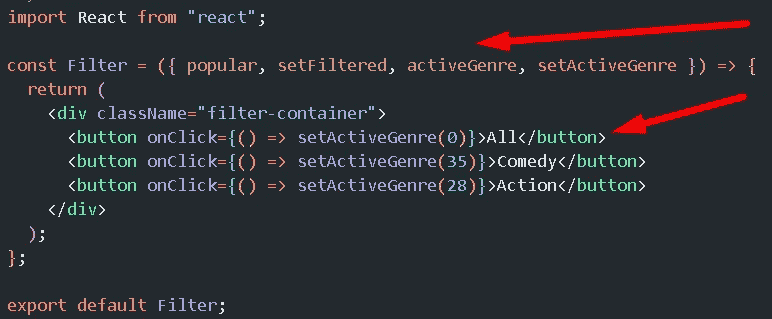 import React from "react";
const Filter = ({ popular, setFiltered, activeGenre, setActiveGenre }) => {
return (
<div className="filter-container">
<button onClick={() => setActiveGenre(0)}>All</button>
<button onClick={() => setActiveGenre(35)}>Comedy</button>
<button onClick={() => setActiveGenre(28)}>Action</button>
</div>
);
};
export default Filter;